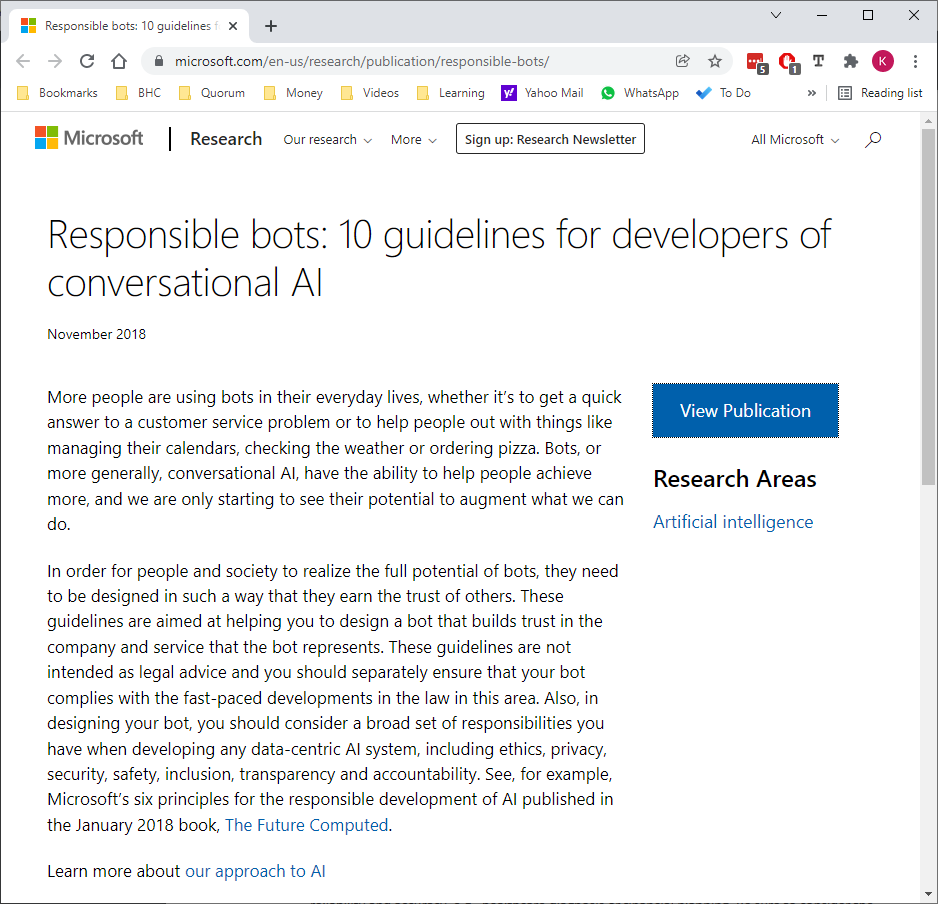 Responsible bots: 10 guidelines f
microsoft.com/en-us/research/publication/responsible-bots/
5
1
T
K
Bookmarks
BHC
Quorum
Money
Videos
Learning
Yahoo Mail
WhatsApp
To Do
»
Reading list
Microsoft
Research
Our research
More
Sign up: Research Newsletter
All Microsoft
Responsible bots: 10 guidelines for developers of
conversational AI
November 2018
More people are using bots in their everyday lives, whether it's to get a quick
answer to a customer service problem or to help people out with things like
managing their calendars, checking the weather or ordering pizza. Bots, or
more generally, conversational AI, have the ability to help people achieve
more, and we are only starting to see their potential to augment what we can
do.
In order for people and society to realize the full potential of bots, they need
to be designed in such a way that they earn the trust of others. These
guidelines are aimed at helping you to design a bot that builds trust in the
company and service that the bot represents. These guidelines are not
intended as legal advice and you should separately ensure that your bot
complies with the fast-paced developments in the law in this area. Also, in
designing your bot, you should consider a broad set of responsibilities you
have when developing any data-centric AI system, including ethics, privacy,
security, safety, inclusion, transparency and accountability. See, for example,
Microsoft's six principles for the responsible development of AI published in
the January 2018 book, The Future Computed.
Learn more about our approach to AI
View Publication
Research Areas
Artificial intelligence